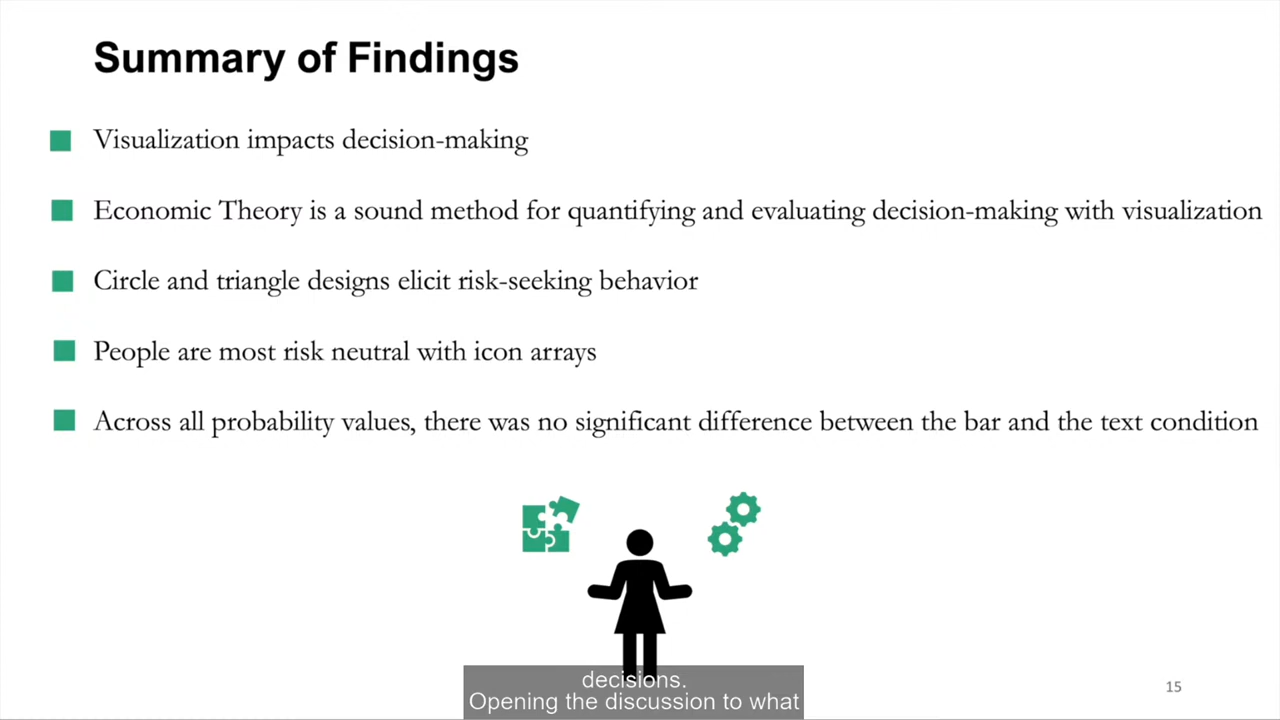 Summary of Findings
Visualization impacts decision-making
Economic Theory is a sound method for quantifying and evaluating decision-making with visualization
Circle and triangle designs elicit risk-seeking behavior
People are most risk neutral with icon arrays
Across all probability values, there was no significant difference between the bar and the text condition
decisions.
Opening the discussion to what
15